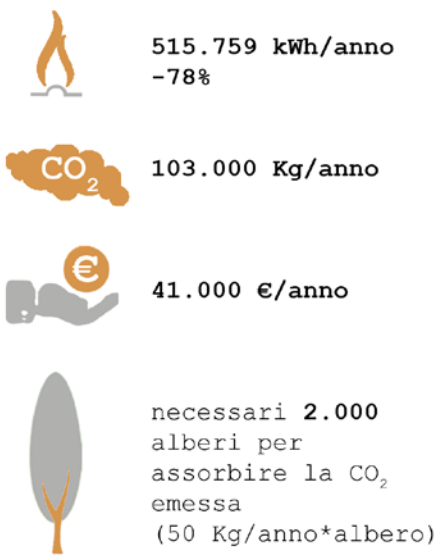 515.759 kWh/anno
-78%
CO₂
103.000 Kg/anno
€
41.000 €/anno
necessari 2.000
alberi per
assorbire la CO₂
emessa
(50 Kg/anno*albero)